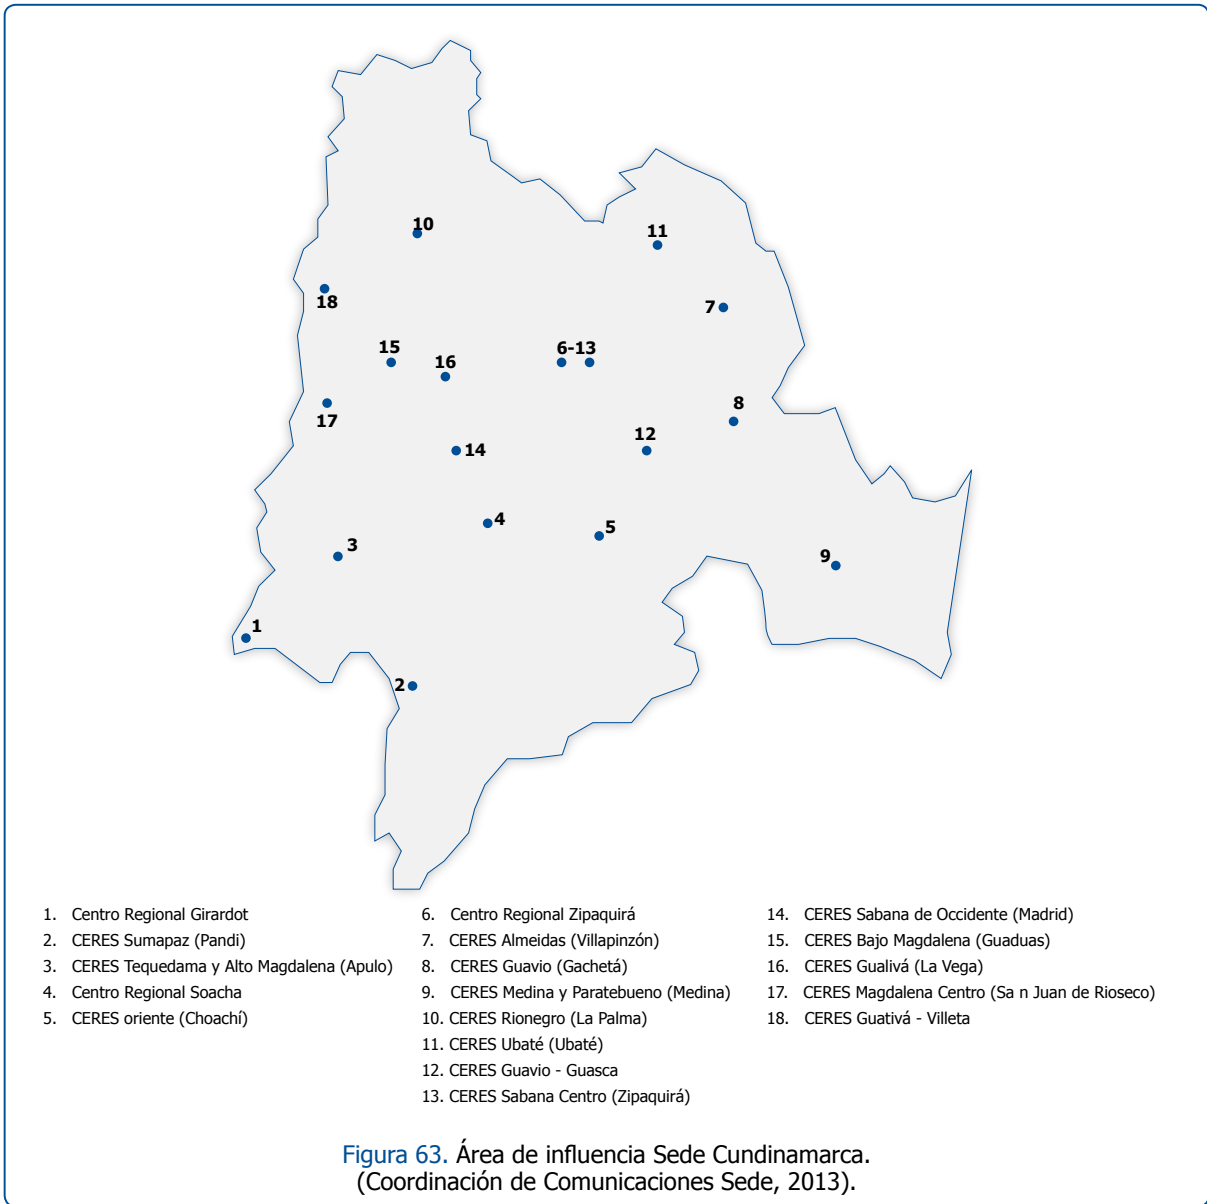 10
11
18
7
15
6-13
16
8
17
12
14
4
5
3
9
1
2
1. Centro Regional Girardot
2. CERES Sumapaz (Pandi)
3. CERES Tequedama y Alto Magdalena (Apulo)
4. Centro Regional Soacha
5. CERES oriente (Choachí)
6. Centro Regional Zipaquirá
7. CERES Almeidas (Villapinzón)
8. CERES Guavio (Gachetá)
9. CERES Medina y Paratebueno (Medina)
10. CERES Rionegro (La Palma)
11. CERES Ubaté (Ubaté)
12. CERES Guavio - Guasca
13. CERES Sabana Centro (Zipaquirá)
14. CERES Sabana de Occidente (Madrid)
15. CERES Bajo Magdalena (Guaduas)
16. CERES Gualivá (La Vega)
17. CERES Magdalena Centro (Sa n Juan de Rioseco)
18. CERES Guativá - Villeta
Figura 63. Área de influencia Sede Cundinamarca.
(Coordinación de Comunicaciones Sede, 2013).